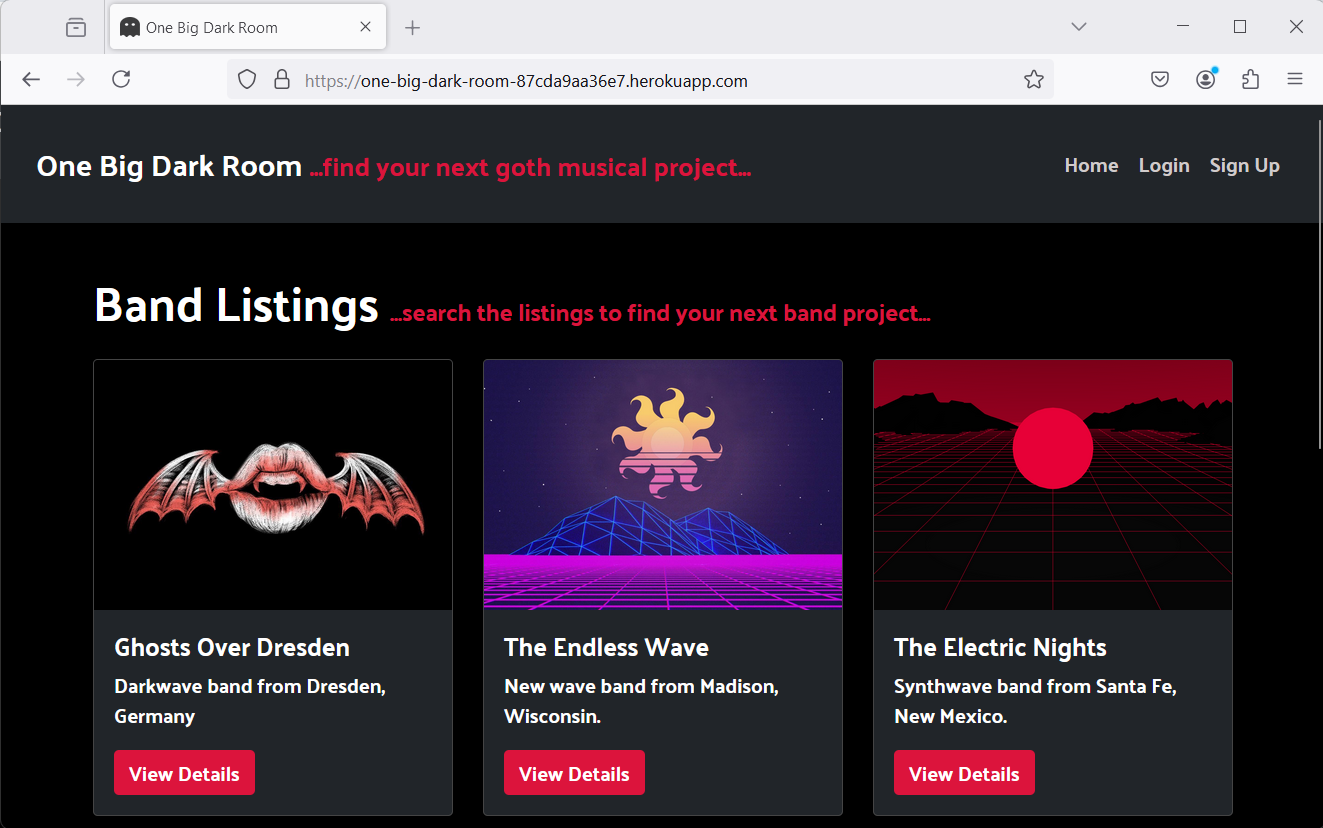 One Big Dark Room
https://one-big-dark-room-87cda9aa36e7.herokuapp.com
One Big Dark Room ...find your next goth musical project...
Home Login Sign Up
Band Listings ...search the listings to find your next band project...
Ghosts Over Dresden
Darkwave band from Dresden,
Germany
View Details
The Endless Wave
New wave band from Madison,
Wisconsin.
View Details
The Electric Nights
Synthwave band from Santa Fe,
New Mexico.
View Details